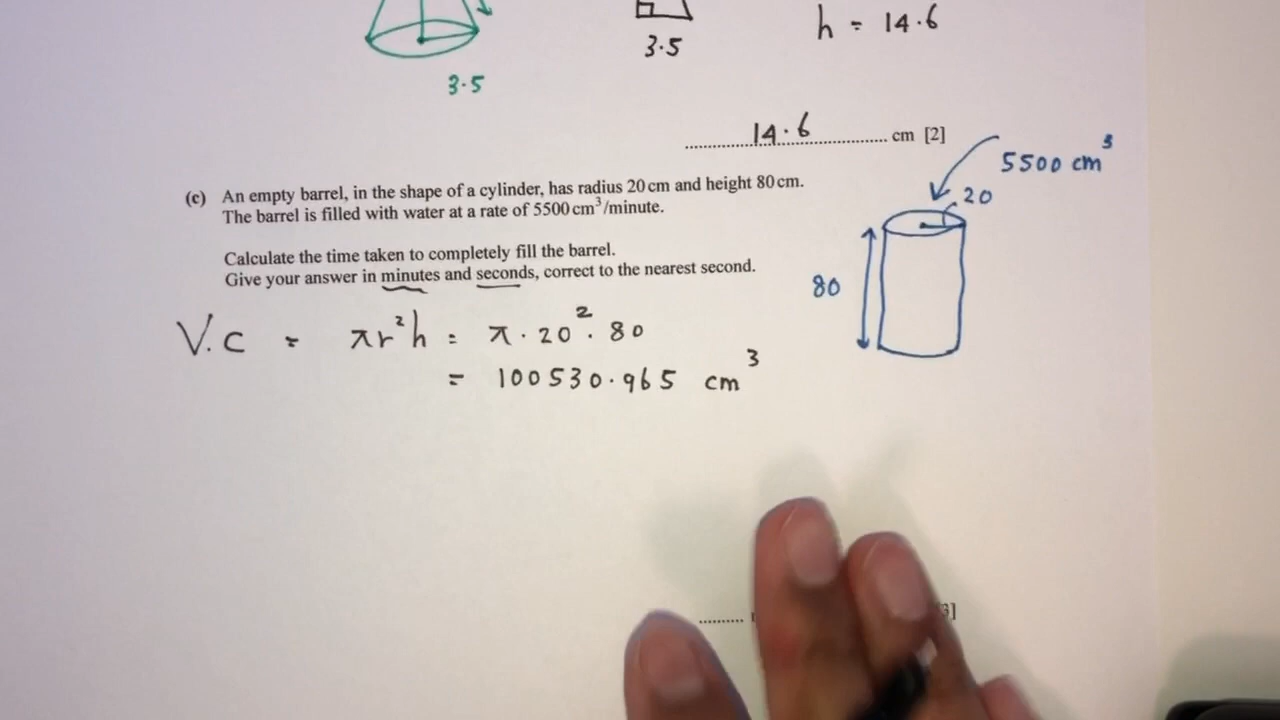 3.5
3.5
h = 14.6
14.6 cm [2]
(c) An empty barrel, in the shape of a cylinder, has radius 20 cm and height 80 cm.
The barrel is filled with water at a rate of 5500 cm³/minute.
Calculate the time taken to completely fill the barrel.
Give your answer in minutes and seconds, correct to the nearest second.
5500 cm³
20
80
V.C = πr²h = π . 20² . 80
= 100530.965 cm³